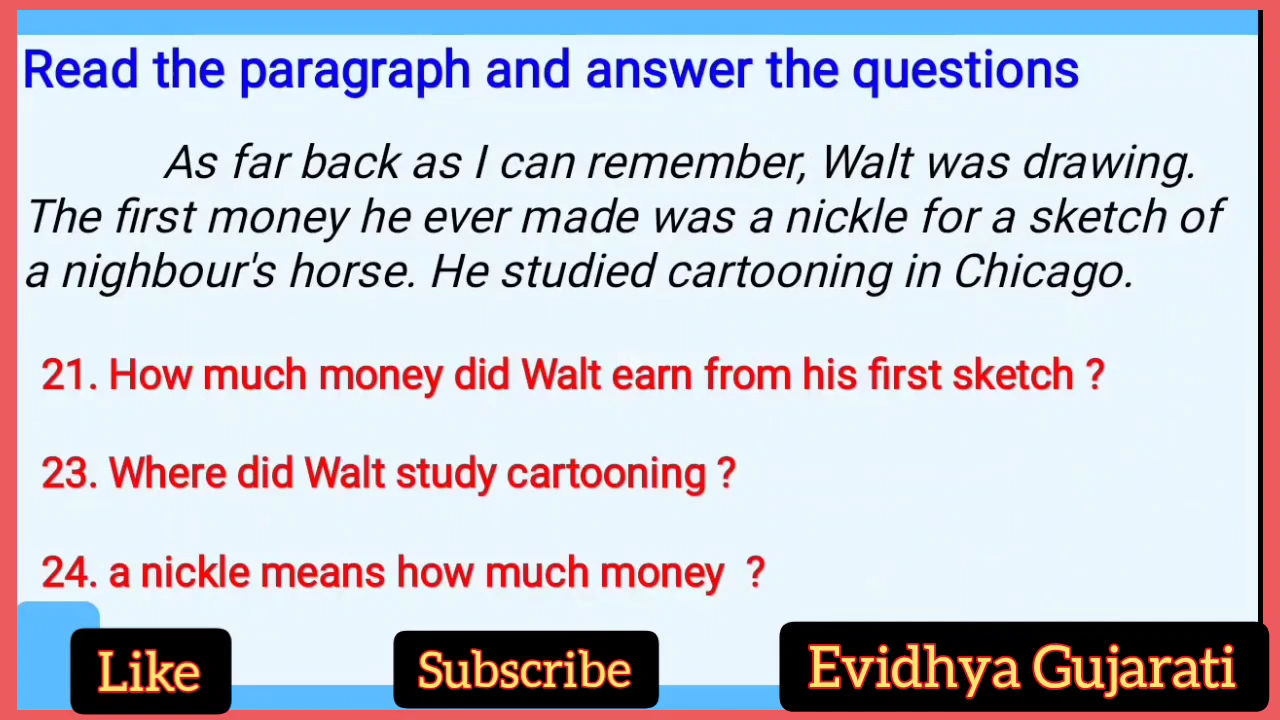 Read the paragraph and answer the questions
As far back as I can remember, Walt was drawing.
The first money he ever made was a nickle for a sketch of
a nighbour's horse. He studied cartooning in Chicago.
21. How much money did Walt earn from his first sketch ?
23. Where did Walt study cartooning ?
24. a nickle means how much money ?
Like
Subscribe
Evidhya Gujarati